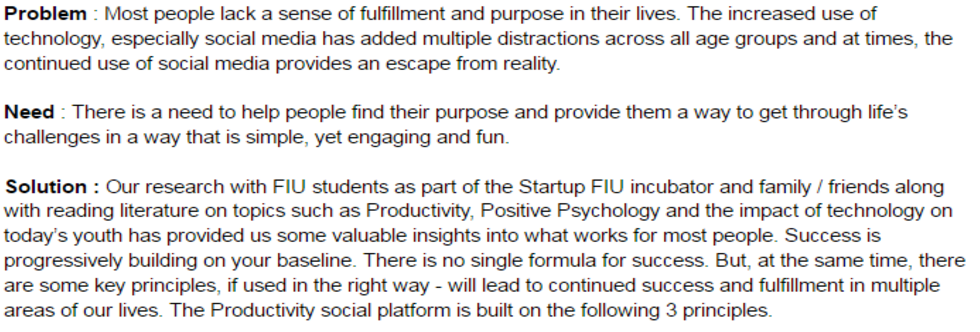 Problem : Most people lack a sense of fulfillment and purpose in their lives. The increased use of
technology, especially social media has added multiple distractions across all age groups and at times, the
continued use of social media provides an escape from reality.
Need : There is a need to help people find their purpose and provide them a way to get through life's
challenges in a way that is simple, yet engaging and fun.
Solution : Our research with FIU students as part of the Startup FIU incubator and family / friends along
with reading literature on topics such as Productivity, Positive Psychology and the impact of technology on
today's youth has provided us some valuable insights into what works for most people. Success is
progressively building on your baseline. There is no single formula for success. But, at the same time, there
are some key principles, if used in the right way - will lead to continued success and fulfillment in multiple
areas of our lives. The Productivity social platform is built on the following 3 principles.